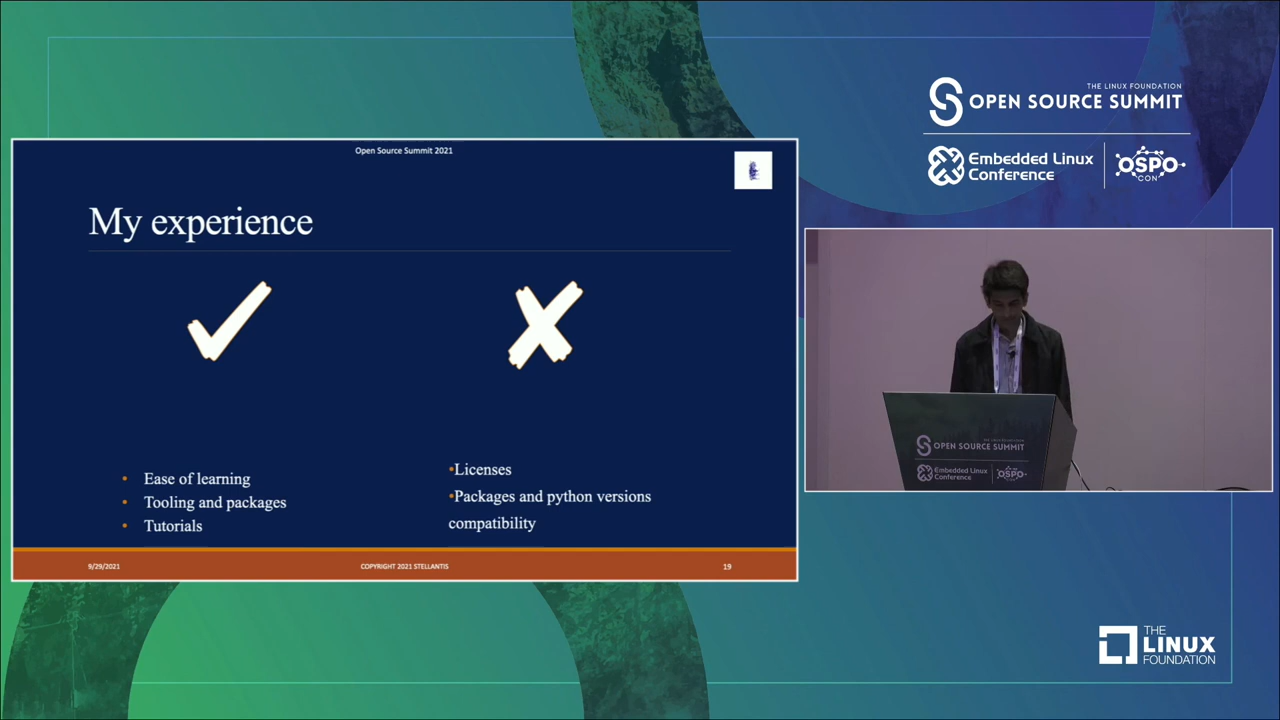 THE LINUX FOUNDATION
OPEN SOURCE SUMMIT
Embedded Linux
Conference
OSPO
CON
Open Source Summit 2021
My experience
• Ease of learning
• Tooling and packages
• Tutorials
•Licenses
•Packages and python versions
compatibility
9/29/2021
COPYRIGHT 2021 STELLANTIS
19
OPEN SOURCE SUMMIT
Embedded Linux
Conference
OSPO
CON
THE
LINUX
FOUNDATION